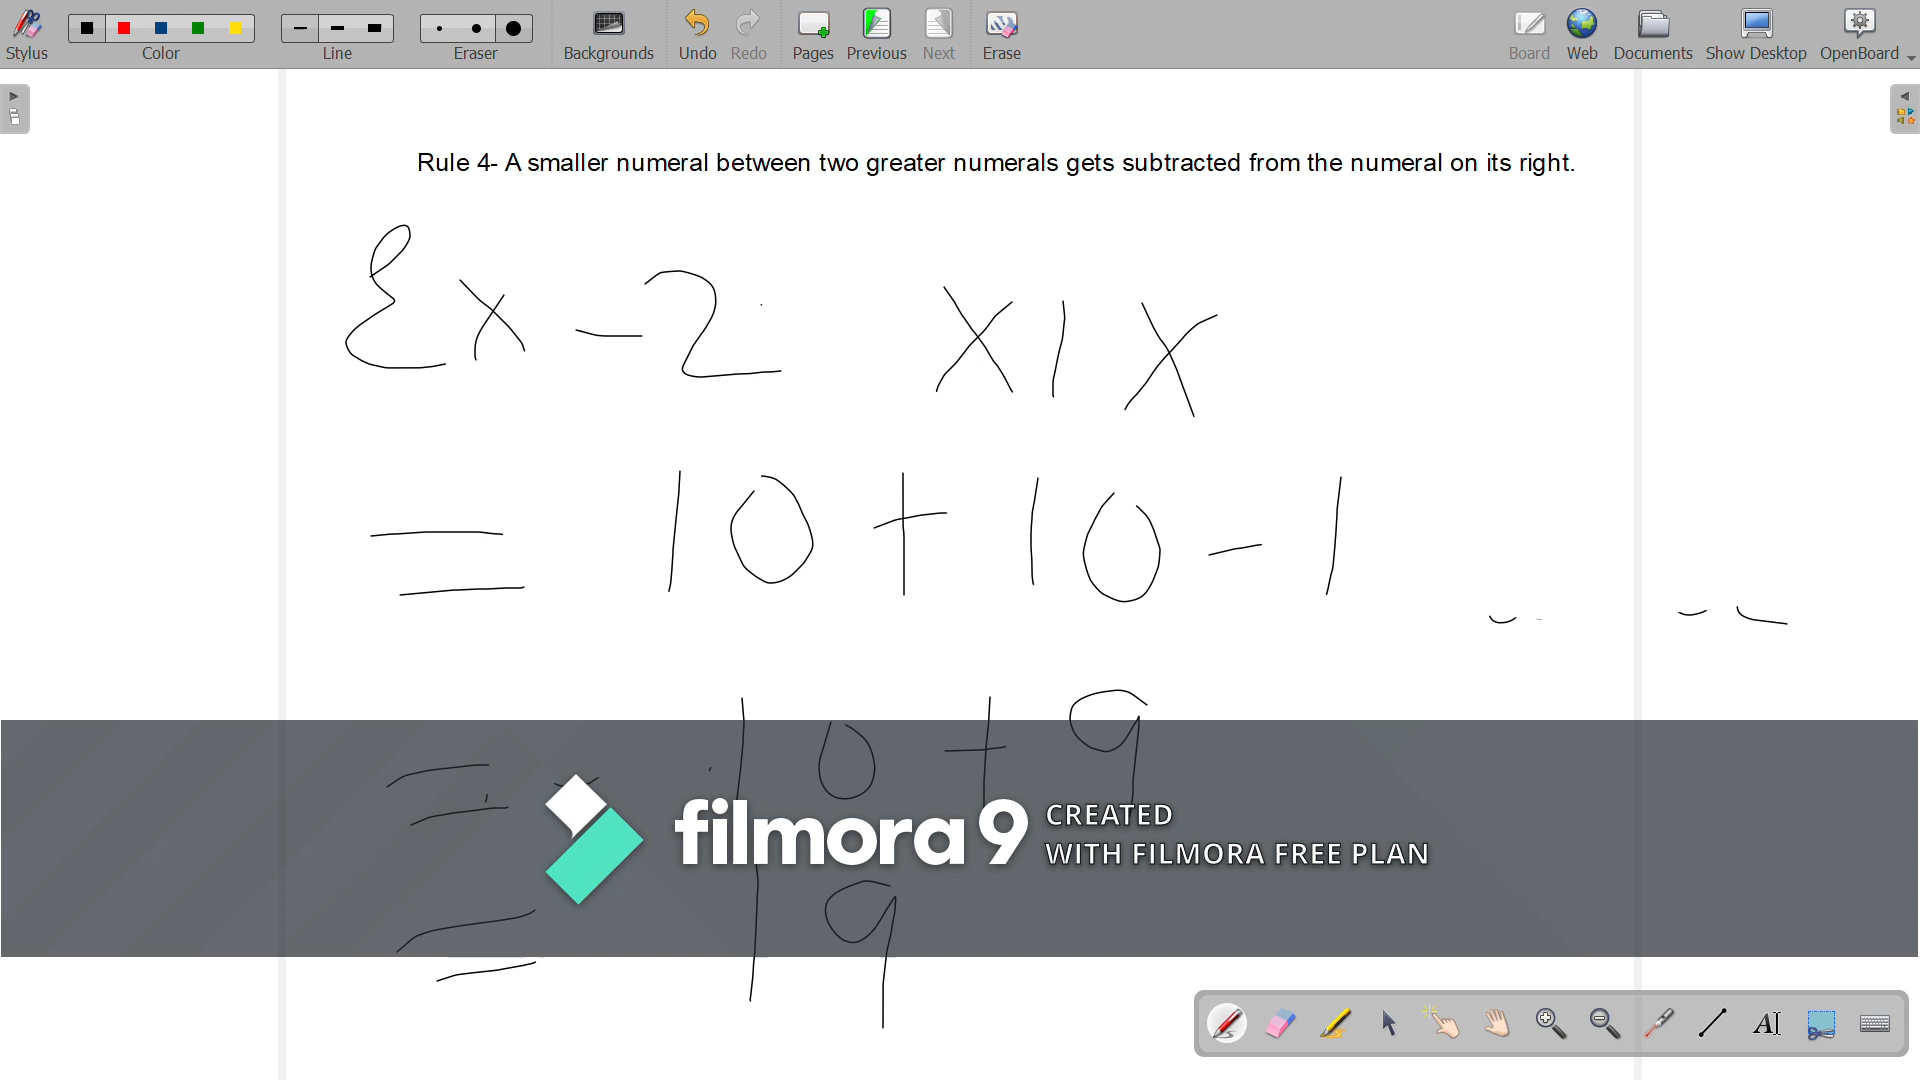 Stylus Color Line Eraser Backgrounds Undo Redo Pages Previous Next Erase Board Web Documents Show Desktop OpenBoard
Rule 4- A smaller numeral between two greater numerals gets subtracted from the numeral on its right.
Ex - 2 XIX
= 10 + 10 - 1
= 10 + 9
filmora9 CREATED
WITH FILMORA FREE PLAN
= 19